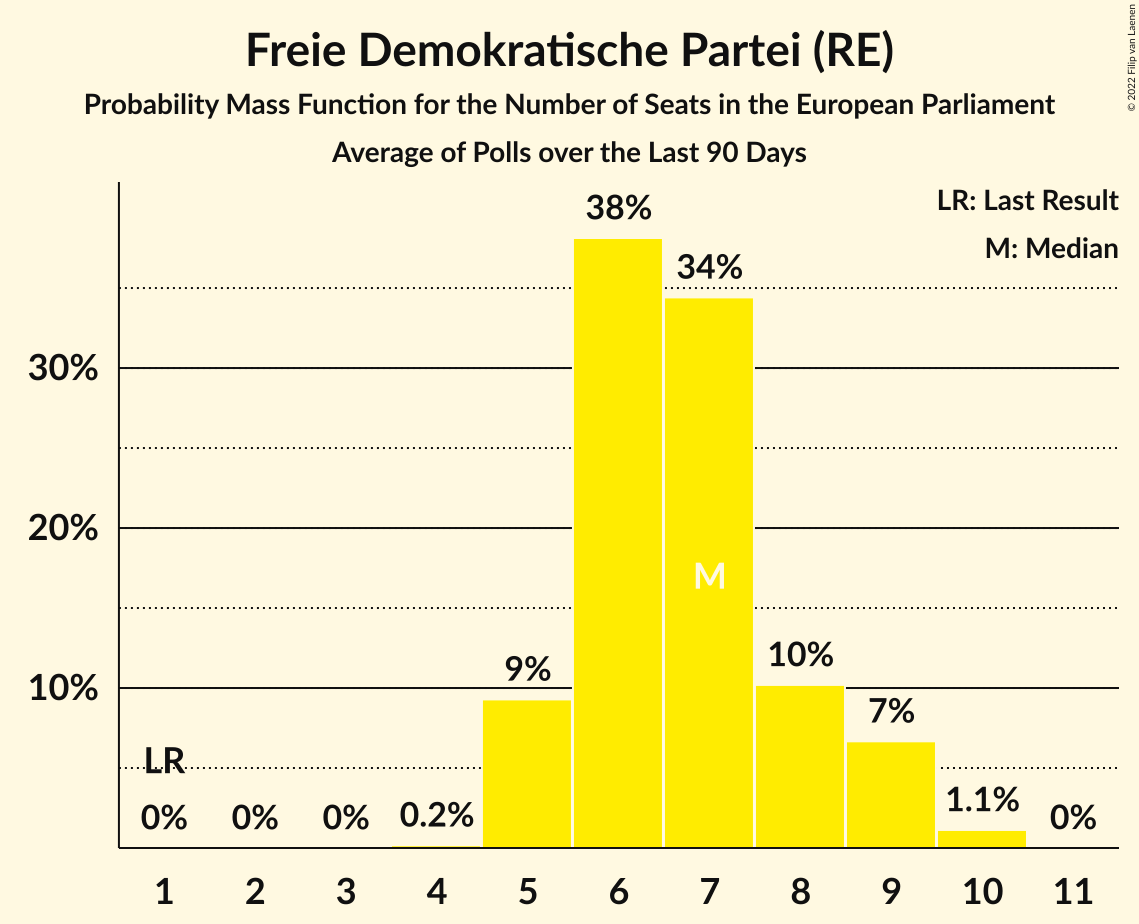 Freie Demokratische Partei (RE)
Probability Mass Function for the Number of Seats in the European Parliament
Average of Polls over the Last 90 Days
© 2022 Filip van Laenen
LR: Last Result
M: Median
38%
34%
30%
20%
M
10%
9%
10%
7%
LR
0%
0%
0%
0.2%
1.1%
0%
1 2 3 4 5 6 7 8 9 10 11